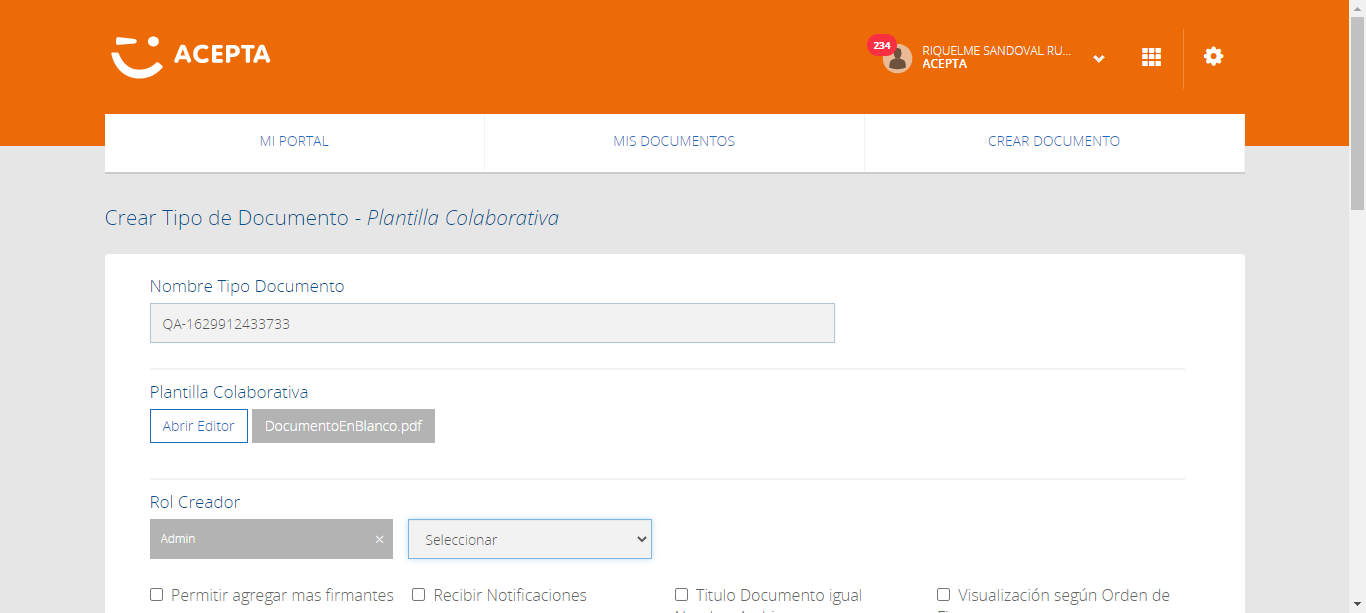 ACEPTA
234
RIQUELME SANDOVAL RU...
ACEPTA
MI PORTAL
MIS DOCUMENTOS
CREAR DOCUMENTO
Crear Tipo de Documento - Plantilla Colaborativa
Nombre Tipo Documento
QA-1629912433733
Plantilla Colaborativa
Abrir Editor
DocumentoEnBlanco.pdf
Rol Creador
Admin ×
Seleccionar
Permitir agregar mas firmantes
Recibir Notificaciones
Titulo Documento igual
Visualización según Orden de